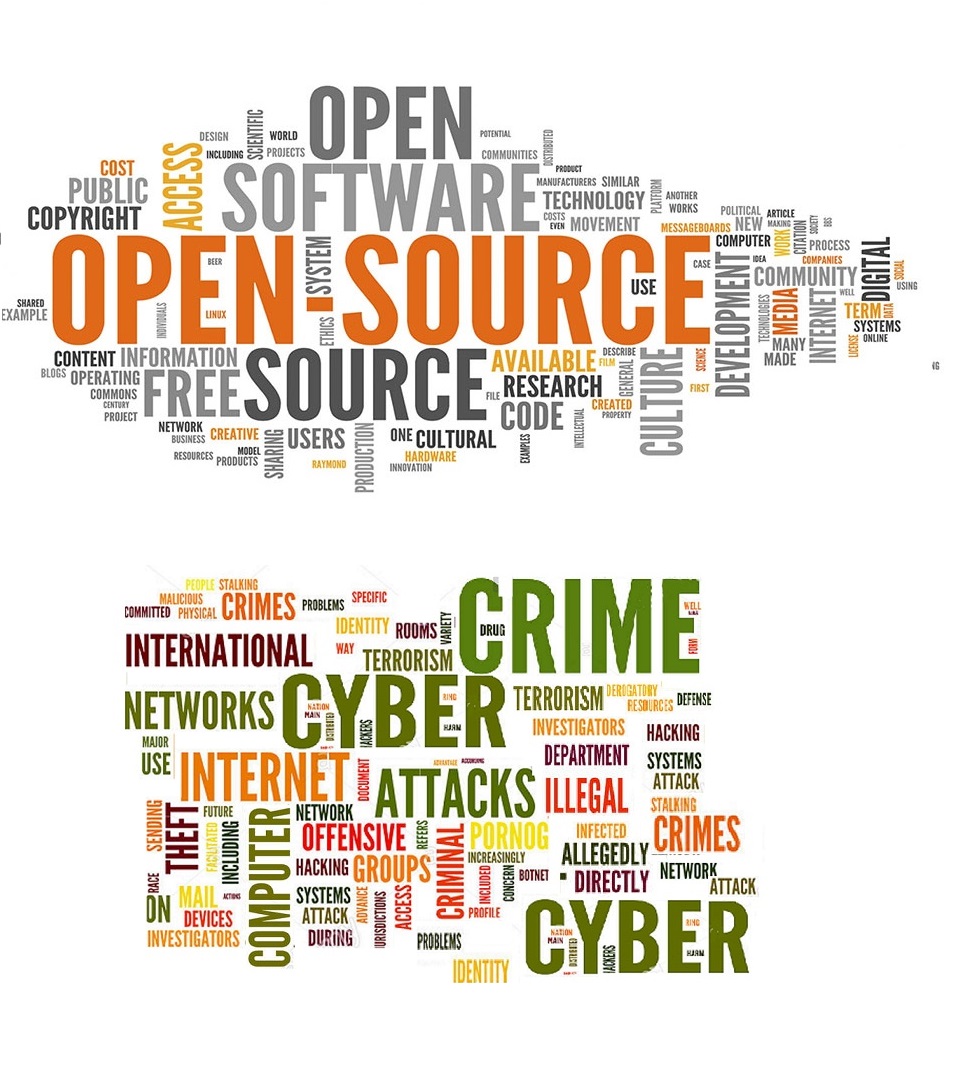 OPEN
DESIGN
SCIENTIFIC
WORLD
POTENTIAL
INCLUDING
PROJECTS
COMMUNITIES
DISTRIBUTED
COST
ACCESS
SOFTWARE
PRODUCT
PUBLIC
MANUFACTURERS
SIMILAR
PLATFORM
COPYRIGHT
TECHNOLOGY
ANOTHER
WORKS
COSTS
EVEN
MOVEMENT
POLITICAL
ARTICLE
MESSAGEBOARDS
NEW
MAKING
WORK
CITATION
SOCIETY
BBS
OPEN-SOURCE
BEER
SYSTEM
USE
CASE
COMPUTER
IDEA
PROCESS
COMPANIES
COMMUNITY
DIGITAL
SOCIAL
USING
SHARED
EXAMPLE
INDIVIDUALS
LINUX
ETHICS
DEVELOPMENT
TECHNOLOGIES
MEDIA
INTERNET
WELL
TERM
DATA
SYSTEMS
ONLINE
LICENSE
MANY
MADE
CONTENT
INFORMATION
SOURCE
AVAILABLE
FILM
DESCRIBE
GENERAL
CULTURE
SCIENCE
FIRST
BLOGS
OPERATING
FREE
FILE
RESEARCH
COMMONS
CENTURY
PROJECT
CODE
CREATED
PROPERTY
INTELLECTUAL
NETWORK
BUSINESS
CREATIVE
SHARING
USERS
PRODUCTION
ONE
CULTURAL
EXAMPLES
RESOURCES
MODEL
PRODUCTS
RAYMOND
HARDWARE
INNOVATION
PEOPLE
STALKING
MALICIOUS
CRIMES
PROBLEMS
SPECIFIC
CRIME
COMMITTED
PHYSICAL
IDENTITY
ROOMS
VARIETY
DRUG
WELL
FORM
INTERNATIONAL
WAY
TERRORISM
NETWORKS
CYBER
NATION
MAIN
DISTRIBUTED
HACKERS
RING
HARM
TERRORISM
DEROGATORY
RESOURCES
DEFENSE
INVESTIGATORS
HACKING
MAJOR
USE
INTERNET
DOCUMENT
ADVANTAGE
ACCORDING
DEPARTMENT
SYSTEMS
ATTACK
ATTACKS
ILLEGAL
STALKING
SENDING
THEFT
FUTURE
FACILITATED
INCLUDING
COMPUTER
NETWORK
OFFENSIVE
REFERS
CRIMINAL
PORNOG
INFECTED
CRIMES
HACKING
GROUPS
INCREASINGLY
ALLEGEDLY
RACE
INCLUDED
CONCERN
BOTNET
DIRECTLY
NETWORK
ATTACK
ON
MAIL
ACTIONS
DEVICES
SYSTEMS
ATTACK
ADVANCE
URISDICTIONS
ACCESS
PROFILE
CYBER
NATION
MAIN
DISTRIBUTED
HACKERS
RING
HARM
INVESTIGATORS
DURING
PROBLEMS
IDENTITY